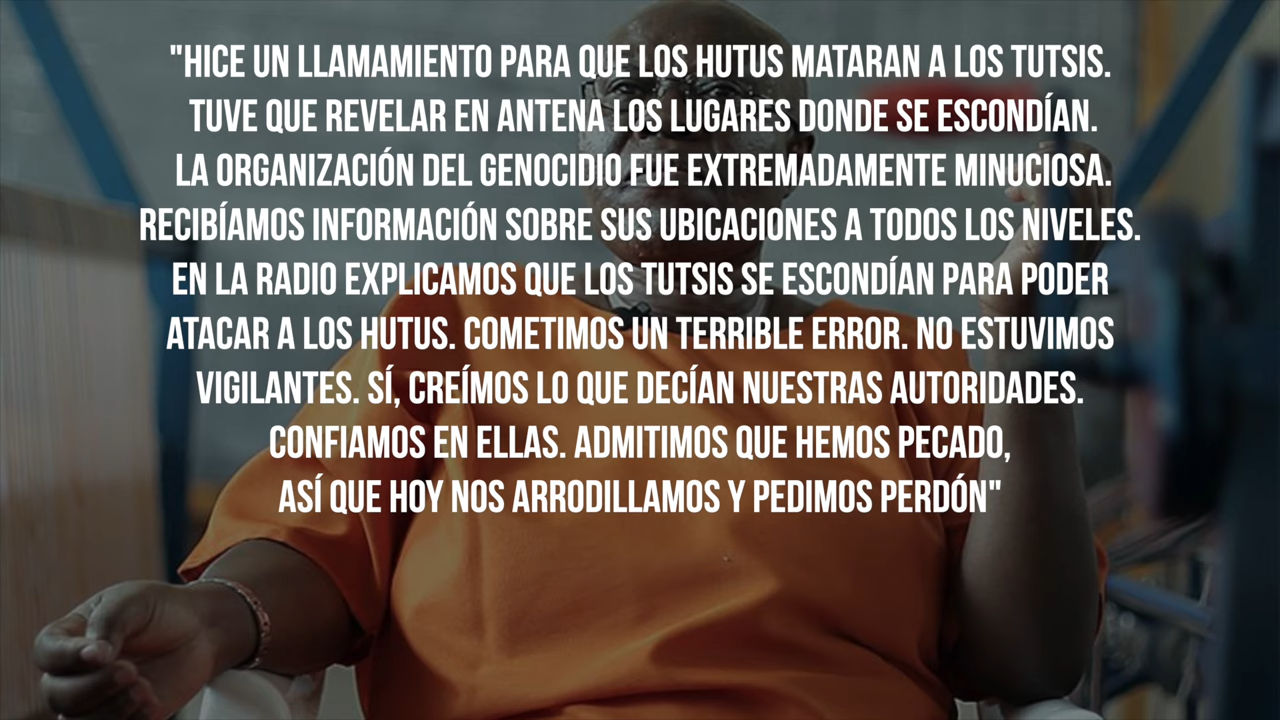 "HICE UN LLAMAMIENTO PARA QUE LOS HUTUS MATARAN A LOS TUTSIS.
TUVE QUE REVELAR EN ANTENA LOS LUGARES DONDE SE ESCONDÍAN.
LA ORGANIZACIÓN DEL GENOCIDIO FUE EXTREMADAMENTE MINUCIOSA.
RECIBÍAMOS INFORMACIÓN SOBRE SUS UBICACIONES A TODOS LOS NIVELES.
EN LA RADIO EXPLICAMOS QUE LOS TUTSIS SE ESCONDÍAN PARA PODER
ATACAR A LOS HUTUS. COMETIMOS UN TERRIBLE ERROR. NO ESTUVIMOS
VIGILANTES. SÍ, CREÍMOS LO QUE DECÍAN NUESTRAS AUTORIDADES.
CONFIAMOS EN ELLAS. ADMITIMOS QUE HEMOS PECADO,
ASÍ QUE HOY NOS ARRODILLAMOS Y PEDIMOS PERDÓN"